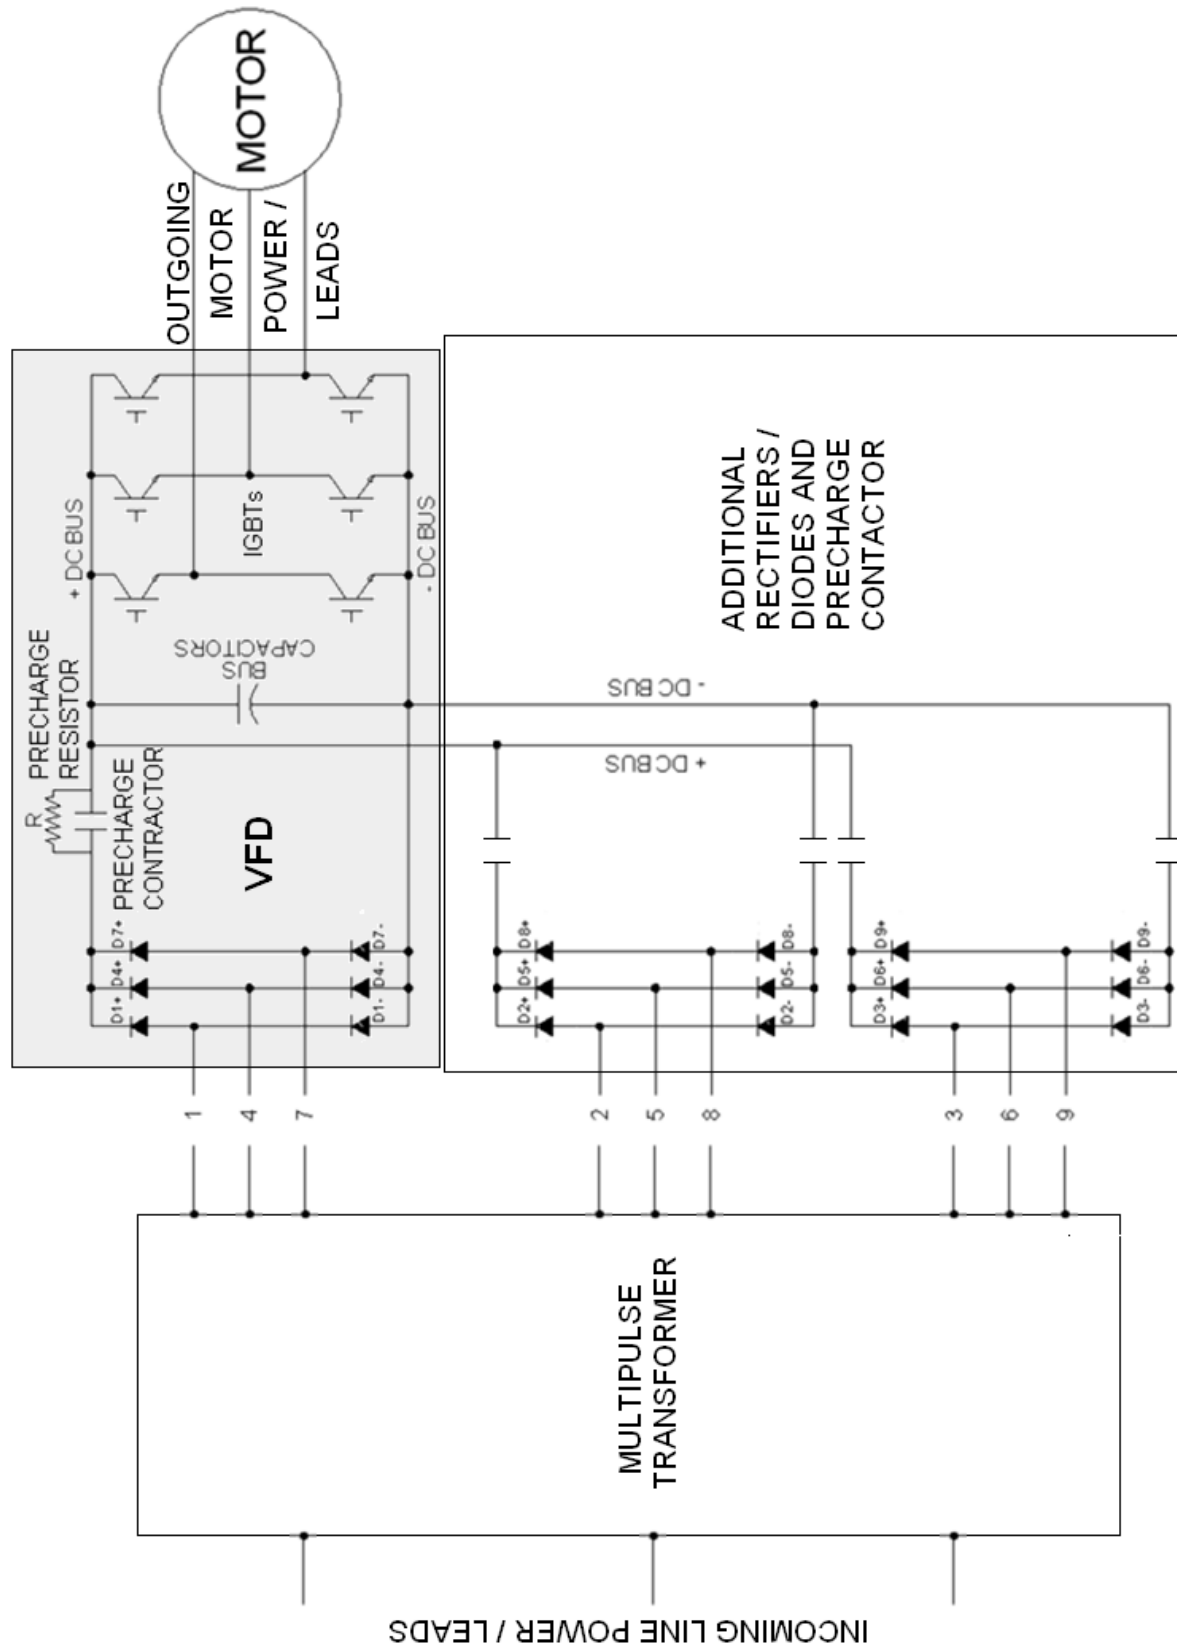 MOTOR
OUTGOING
MOTOR
POWER /
LEADS
+ DC BUS
IGBTs
- DC BUS
PRECHARGE
RESISTOR
R
BUS
CAPACITORS
PRECHARGE
CONTRACTOR
VFD
D7+
D4+
D1+
D7-
D4-
D1-
ADDITIONAL
RECTIFIERS /
DIODES AND
PRECHARGE
CONTACTOR
- DC BUS
+ DC BUS
D8+
D5+
D2+
D8-
D5-
D2-
D9+
D6+
D3+
D9-
D6-
D3-
1
4
7
2
5
8
3
6
9
MULTIPULSE
TRANSFORMER
INCOMING LINE POWER / LEADS